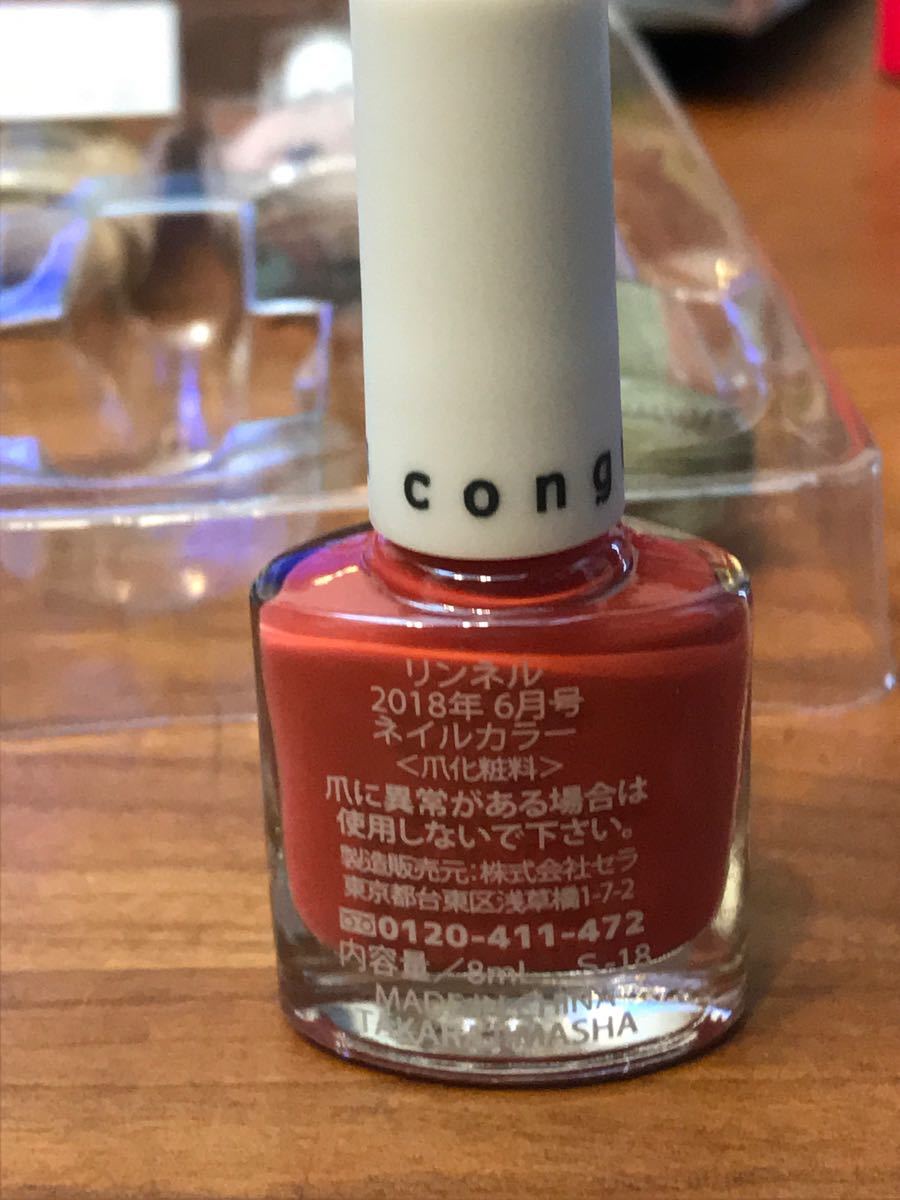 cong
リンネル
2018年 6月号
ネイルカラー
<爪化粧料>
爪に異常がある場合は
使用しないで下さい。
製造販売元:株式会社セラ
東京都台東区浅草橋1-7-2
0120-411-472
内容量/8mL S-18
MADE IN CHINA
TAKARAJIMASHA